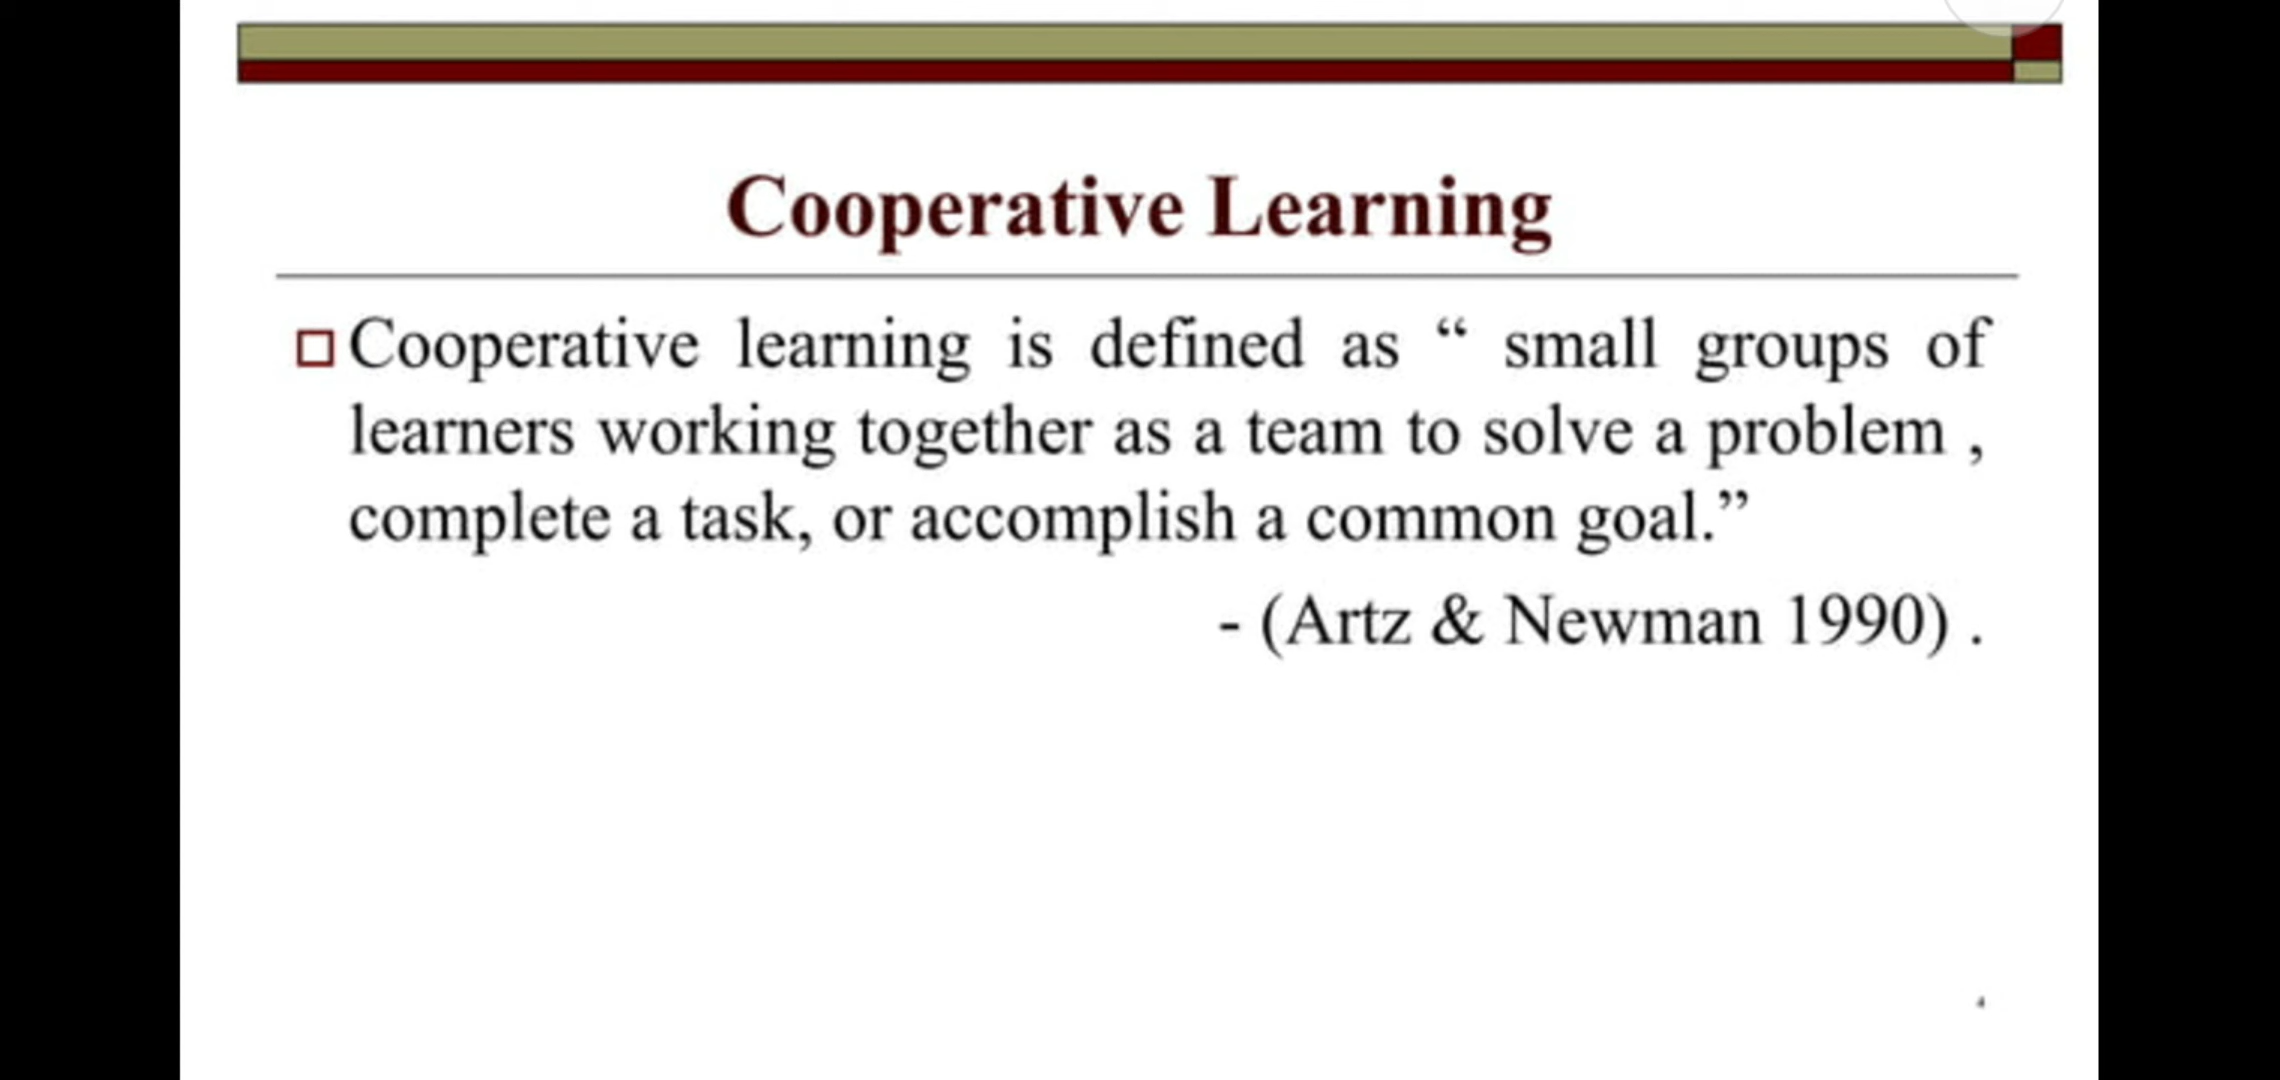 Cooperative Learning
Cooperative learning is defined as “ small groups of
learners working together as a team to solve a problem ,
complete a task, or accomplish a common goal.”
- (Artz & Newman 1990) .
4